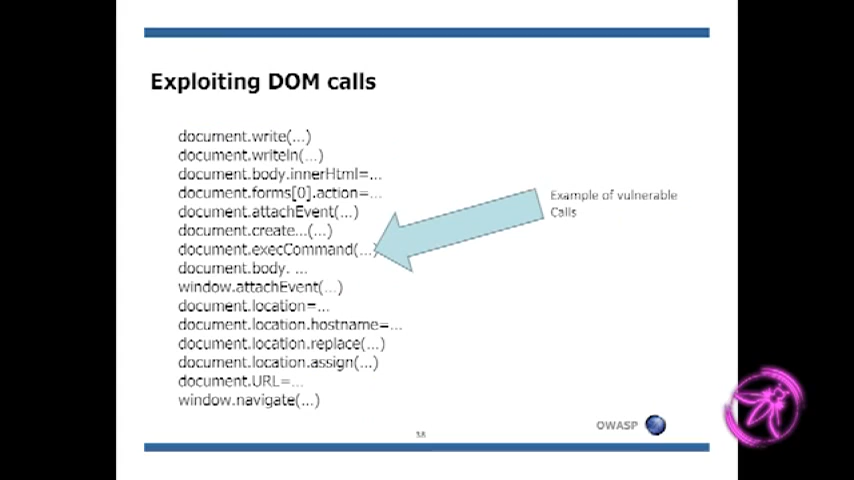 Exploiting DOM calls
document.write(...)
document.writeln(...)
document.body.innerHtml=...
document.forms[0].action=...
document.attachEvent(...)
document.create...(...)
document.execCommand(...)
document.body. ...
window.attachEvent(...)
document.location=...
document.location.hostname=...
document.location.replace(...)
document.location.assign(...)
document.URL=...
window.navigate(...)
Example of vulnerable
Calls
OWASP
38